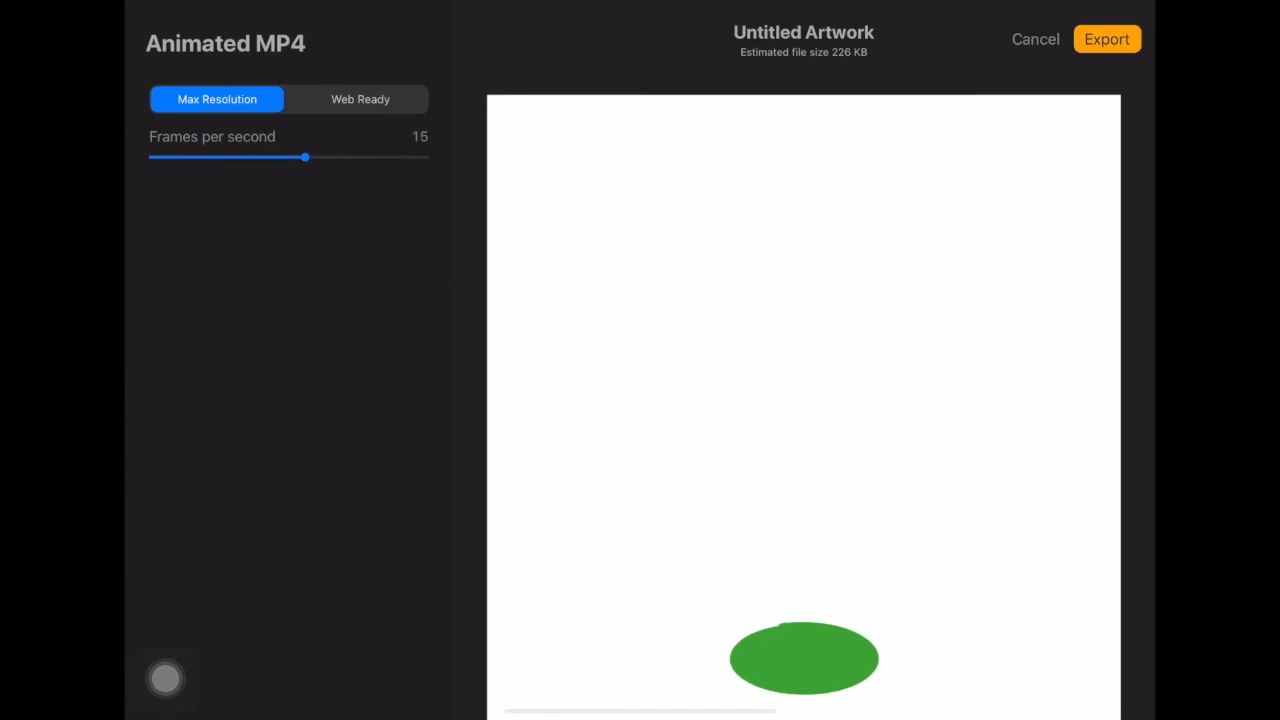 Animated MP4
Max Resolution
Web Ready
Frames per second
15
Untitled Artwork
Estimated file size 226 KB
Cancel
Export